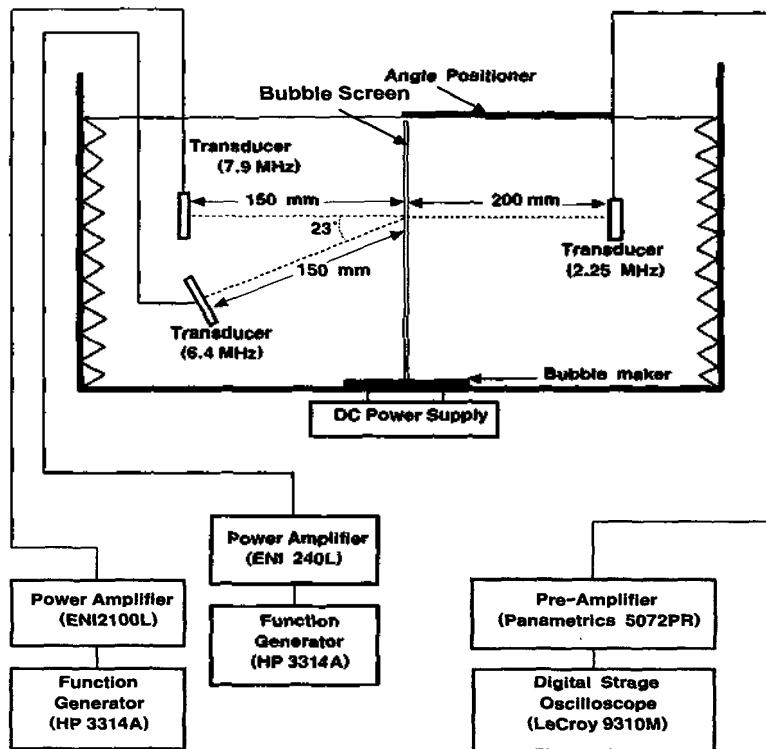 Angle Positioner
Bubble Screen
Transducer
(7.9 MHz)
150 mm
200 mm
23°
150 mm
Transducer
(2.25 MHz)
Transducer
(6.4 MHz)
Bubble maker
DC Power Supply
Power Amplifier
(ENI 240L)
Power Amplifier
(ENI2100L)
Function
Generator
(HP 3314A)
Pre-Amplifier
(Panametrics 5072PR)
Function
Generator
(HP 3314A)
Digital Strage
Oscilloscope
(LeCroy 9310M)